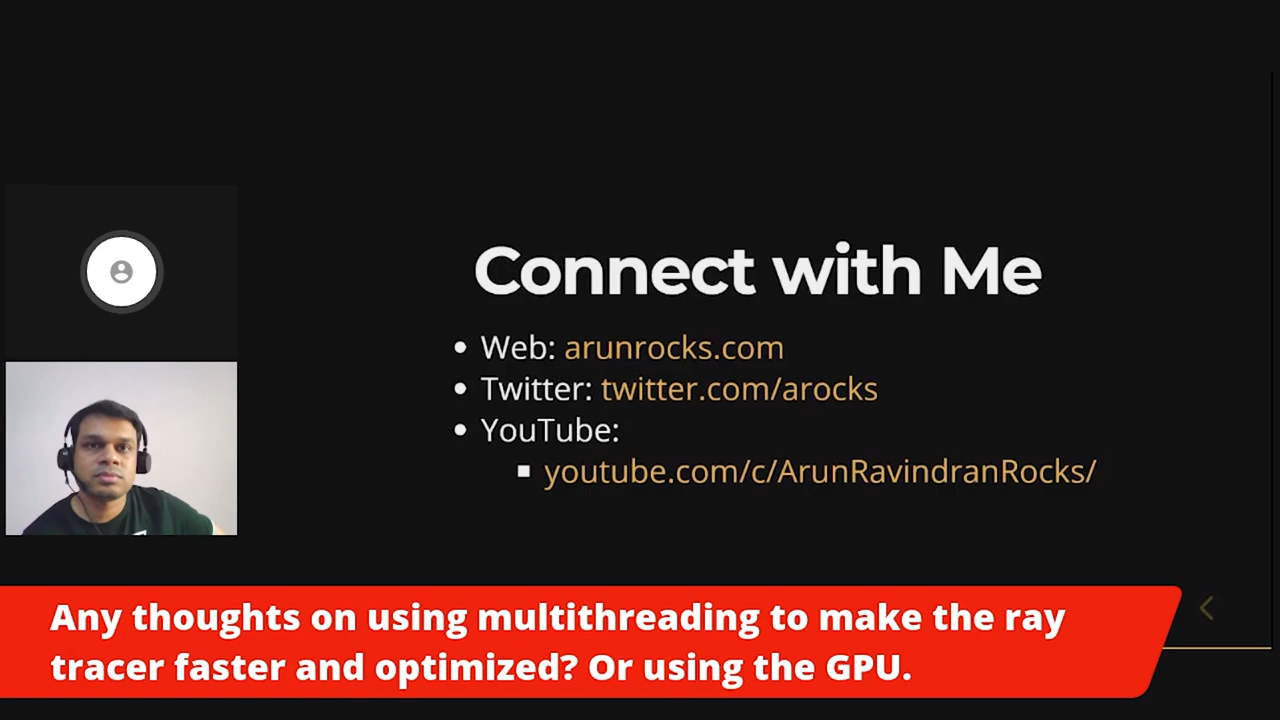 Connect with Me
Web: arunrocks.com
Twitter: twitter.com/arocks
YouTube:
youtube.com/c/ArunRavindranRocks/
Any thoughts on using multithreading to make the ray
tracer faster and optimized? Or using the GPU.